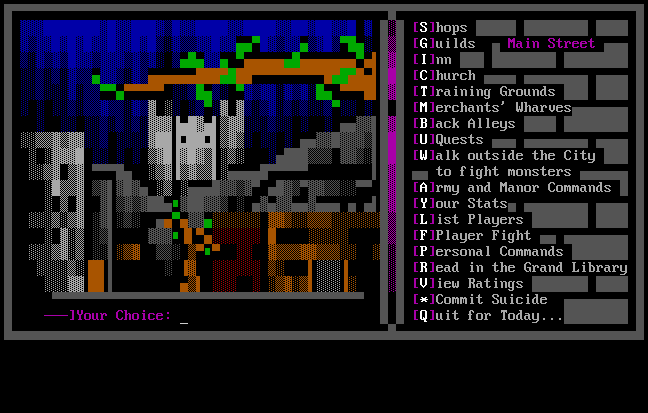 [S]hops
[G]uilds Main Street
[I]nn
[C]hurch
[T]raining Grounds
[M]erchants' Wharves
[B]ack Alleys
[U]Quests
[W]alk outside the City
to fight monsters
[A]rmy and Manor Commands
[Y]our Stats
[L]ist Players
[F]Player Fight
[P]ersonal Commands
[R]ead in the Grand Library
[V]iew Ratings
[*]Commit Suicide
[Q]uit for Today...
───]Your Choice: _